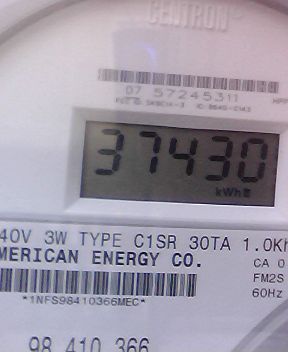 CENTRON
07 57245311
37430
kWh
40V 3W TYPE C1SR 30TA 1.0Kh
MERICAN ENERGY CO.
CA 0
FM2S
60Hz
*1NFS98410366MEC*
98 410 366